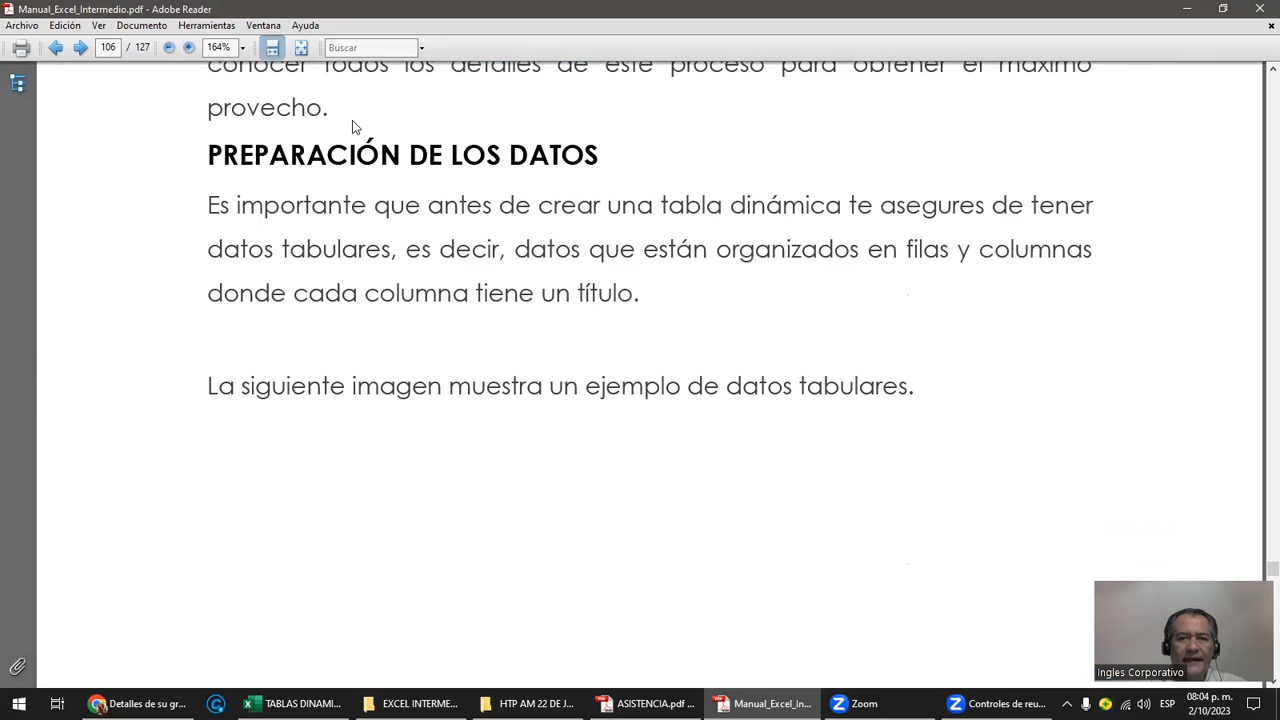 Manual_Excel_Intermedio.pdf - Adobe Reader
Archivo Edición Ver Documento Herramientas Ventana Ayuda
106 / 127 164% Buscar
conocer todos los detalles de este proceso para obtener el máximo
provecho.
PREPARACIÓN DE LOS DATOS
Es importante que antes de crear una tabla dinámica te asegures de tener
datos tabulares, es decir, datos que están organizados en filas y columnas
donde cada columna tiene un título.
La siguiente imagen muestra un ejemplo de datos tabulares.
Ingles Corporativo
Detalles de su gr...
TABLAS DINAMI...
EXCEL INTERME...
HTP AM 22 DE J...
ASISTENCIA.pdf ...
Manual_Excel_In...
Zoom
Controles de reu...
ESP
08:04 p. m.
2/10/2023